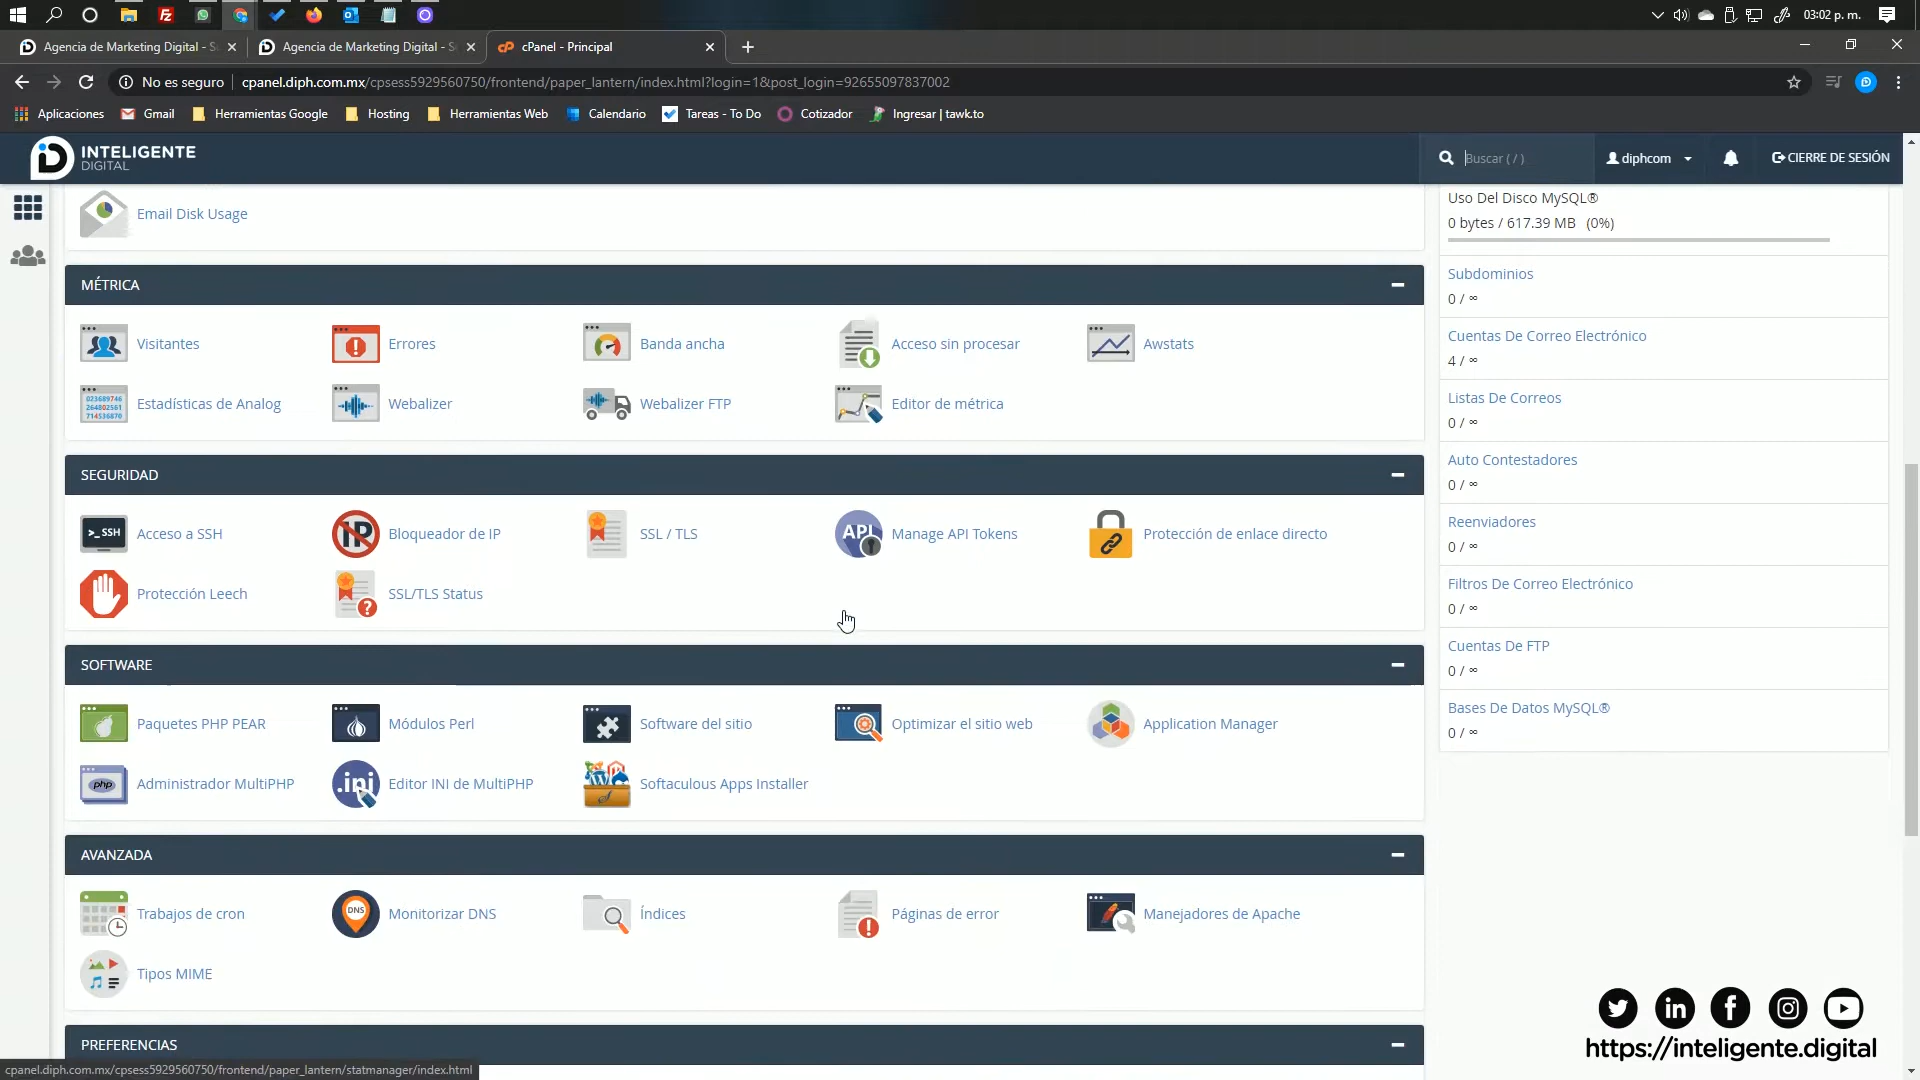 03:02 p. m.
Agencia de Marketing Digital - S
Agencia de Marketing Digital - S
cPanel - Principal
No es seguro
cpanel.diph.com.mx/cpsess5929560750/frontend/paper_lantern/index.html?login=1&post_login=92655097837002
Aplicaciones
Gmail
Herramientas Google
Hosting
Herramientas Web
Calendario
Tareas - To Do
Cotizador
Ingresar | tawk.to
INTELIGENTE
DIGITAL
Buscar ( / )
diphcom
CIERRE DE SESIÓN
Email Disk Usage
MÉTRICA
Visitantes
Errores
Banda ancha
Acceso sin procesar
Awstats
Estadísticas de Analog
Webalizer
Webalizer FTP
Editor de métrica
SEGURIDAD
>_SSH
Acceso a SSH
IP
Bloqueador de IP
SSL / TLS
API
Manage API Tokens
Protección de enlace directo
Protección Leech
SSL/TLS Status
SOFTWARE
Paquetes PHP PEAR
Módulos Perl
Software del sitio
Optimizar el sitio web
Application Manager
php
Administrador MultiPHP
.ini
Editor INI de MultiPHP
Softaculous Apps Installer
AVANZADA
Trabajos de cron
DNS
Monitorizar DNS
Índices
Páginas de error
Manejadores de Apache
Tipos MIME
PREFERENCIAS
Uso Del Disco MySQL®
0 bytes / 617.39 MB (0%)
Subdominios
0 / ∞
Cuentas De Correo Electrónico
4 / ∞
Listas De Correos
0 / ∞
Auto Contestadores
0 / ∞
Reenviadores
0 / ∞
Filtros De Correo Electrónico
0 / ∞
Cuentas De FTP
0 / ∞
Bases De Datos MySQL®
0 / ∞
https://inteligente.digital
cpanel.diph.com.mx/cpsess5929560750/frontend/paper_lantern/statmanager/index.html